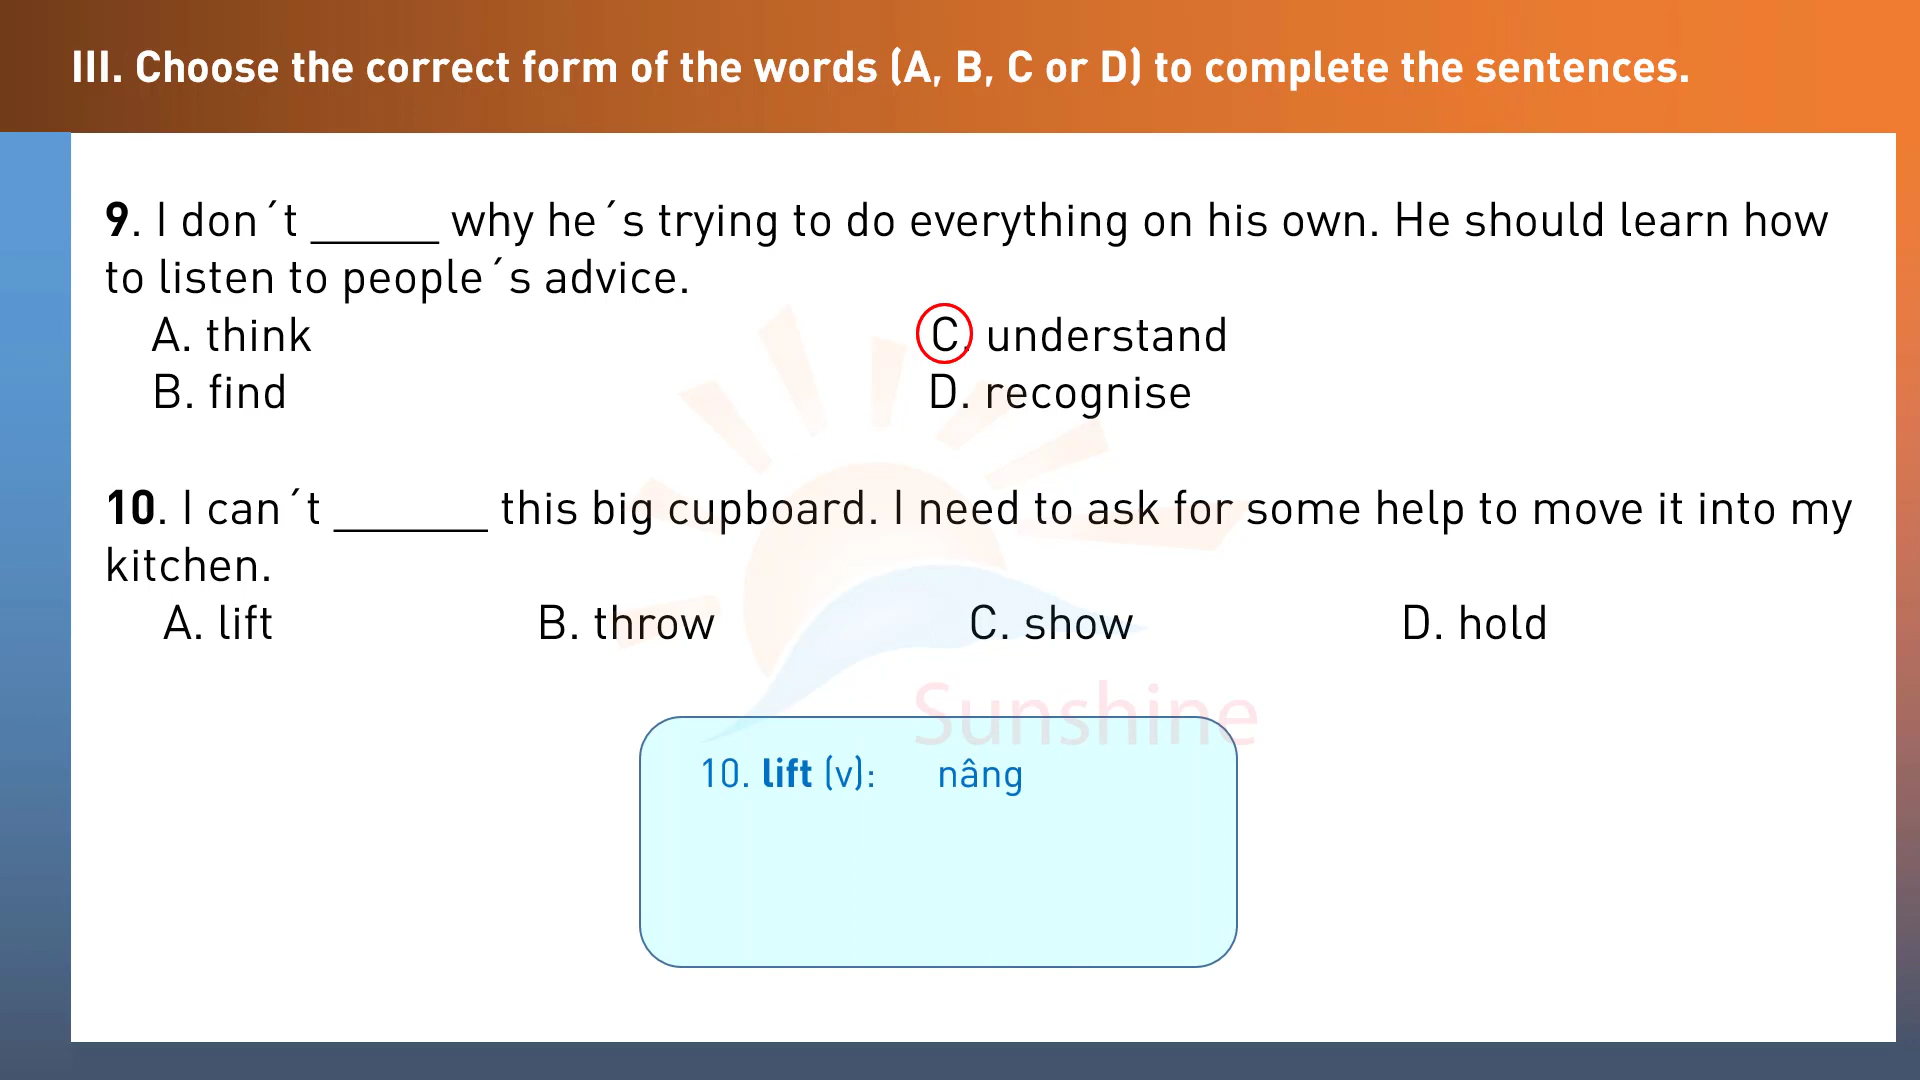 III. Choose the correct form of the words (A, B, C or D) to complete the sentences.
9. I don´t _____ why he´s trying to do everything on his own. He should learn how
to listen to people´s advice.
A. think
C. understand
B. find
D. recognise
10. I can´t ______ this big cupboard. I need to ask for some help to move it into my
kitchen.
A. lift
B. throw
C. show
D. hold
Sunshine
10. lift (v): nâng